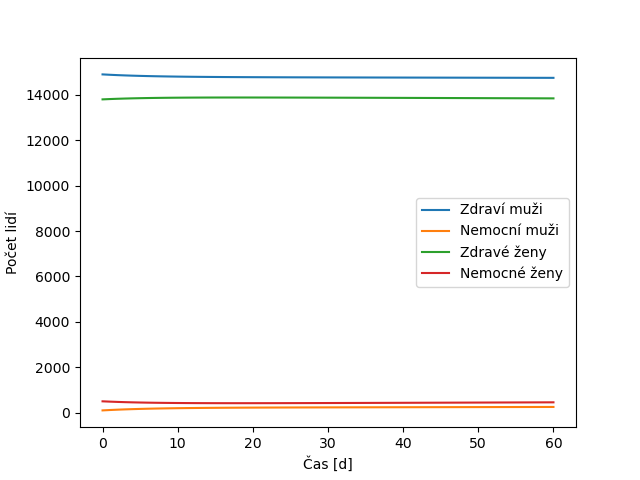 14000
12000
10000
8000
6000
4000
2000
0
Počet lidí
Zdraví muži
Nemocní muži
Zdravé ženy
Nemocné ženy
0 10 20 30 40 50 60
Čas [d]